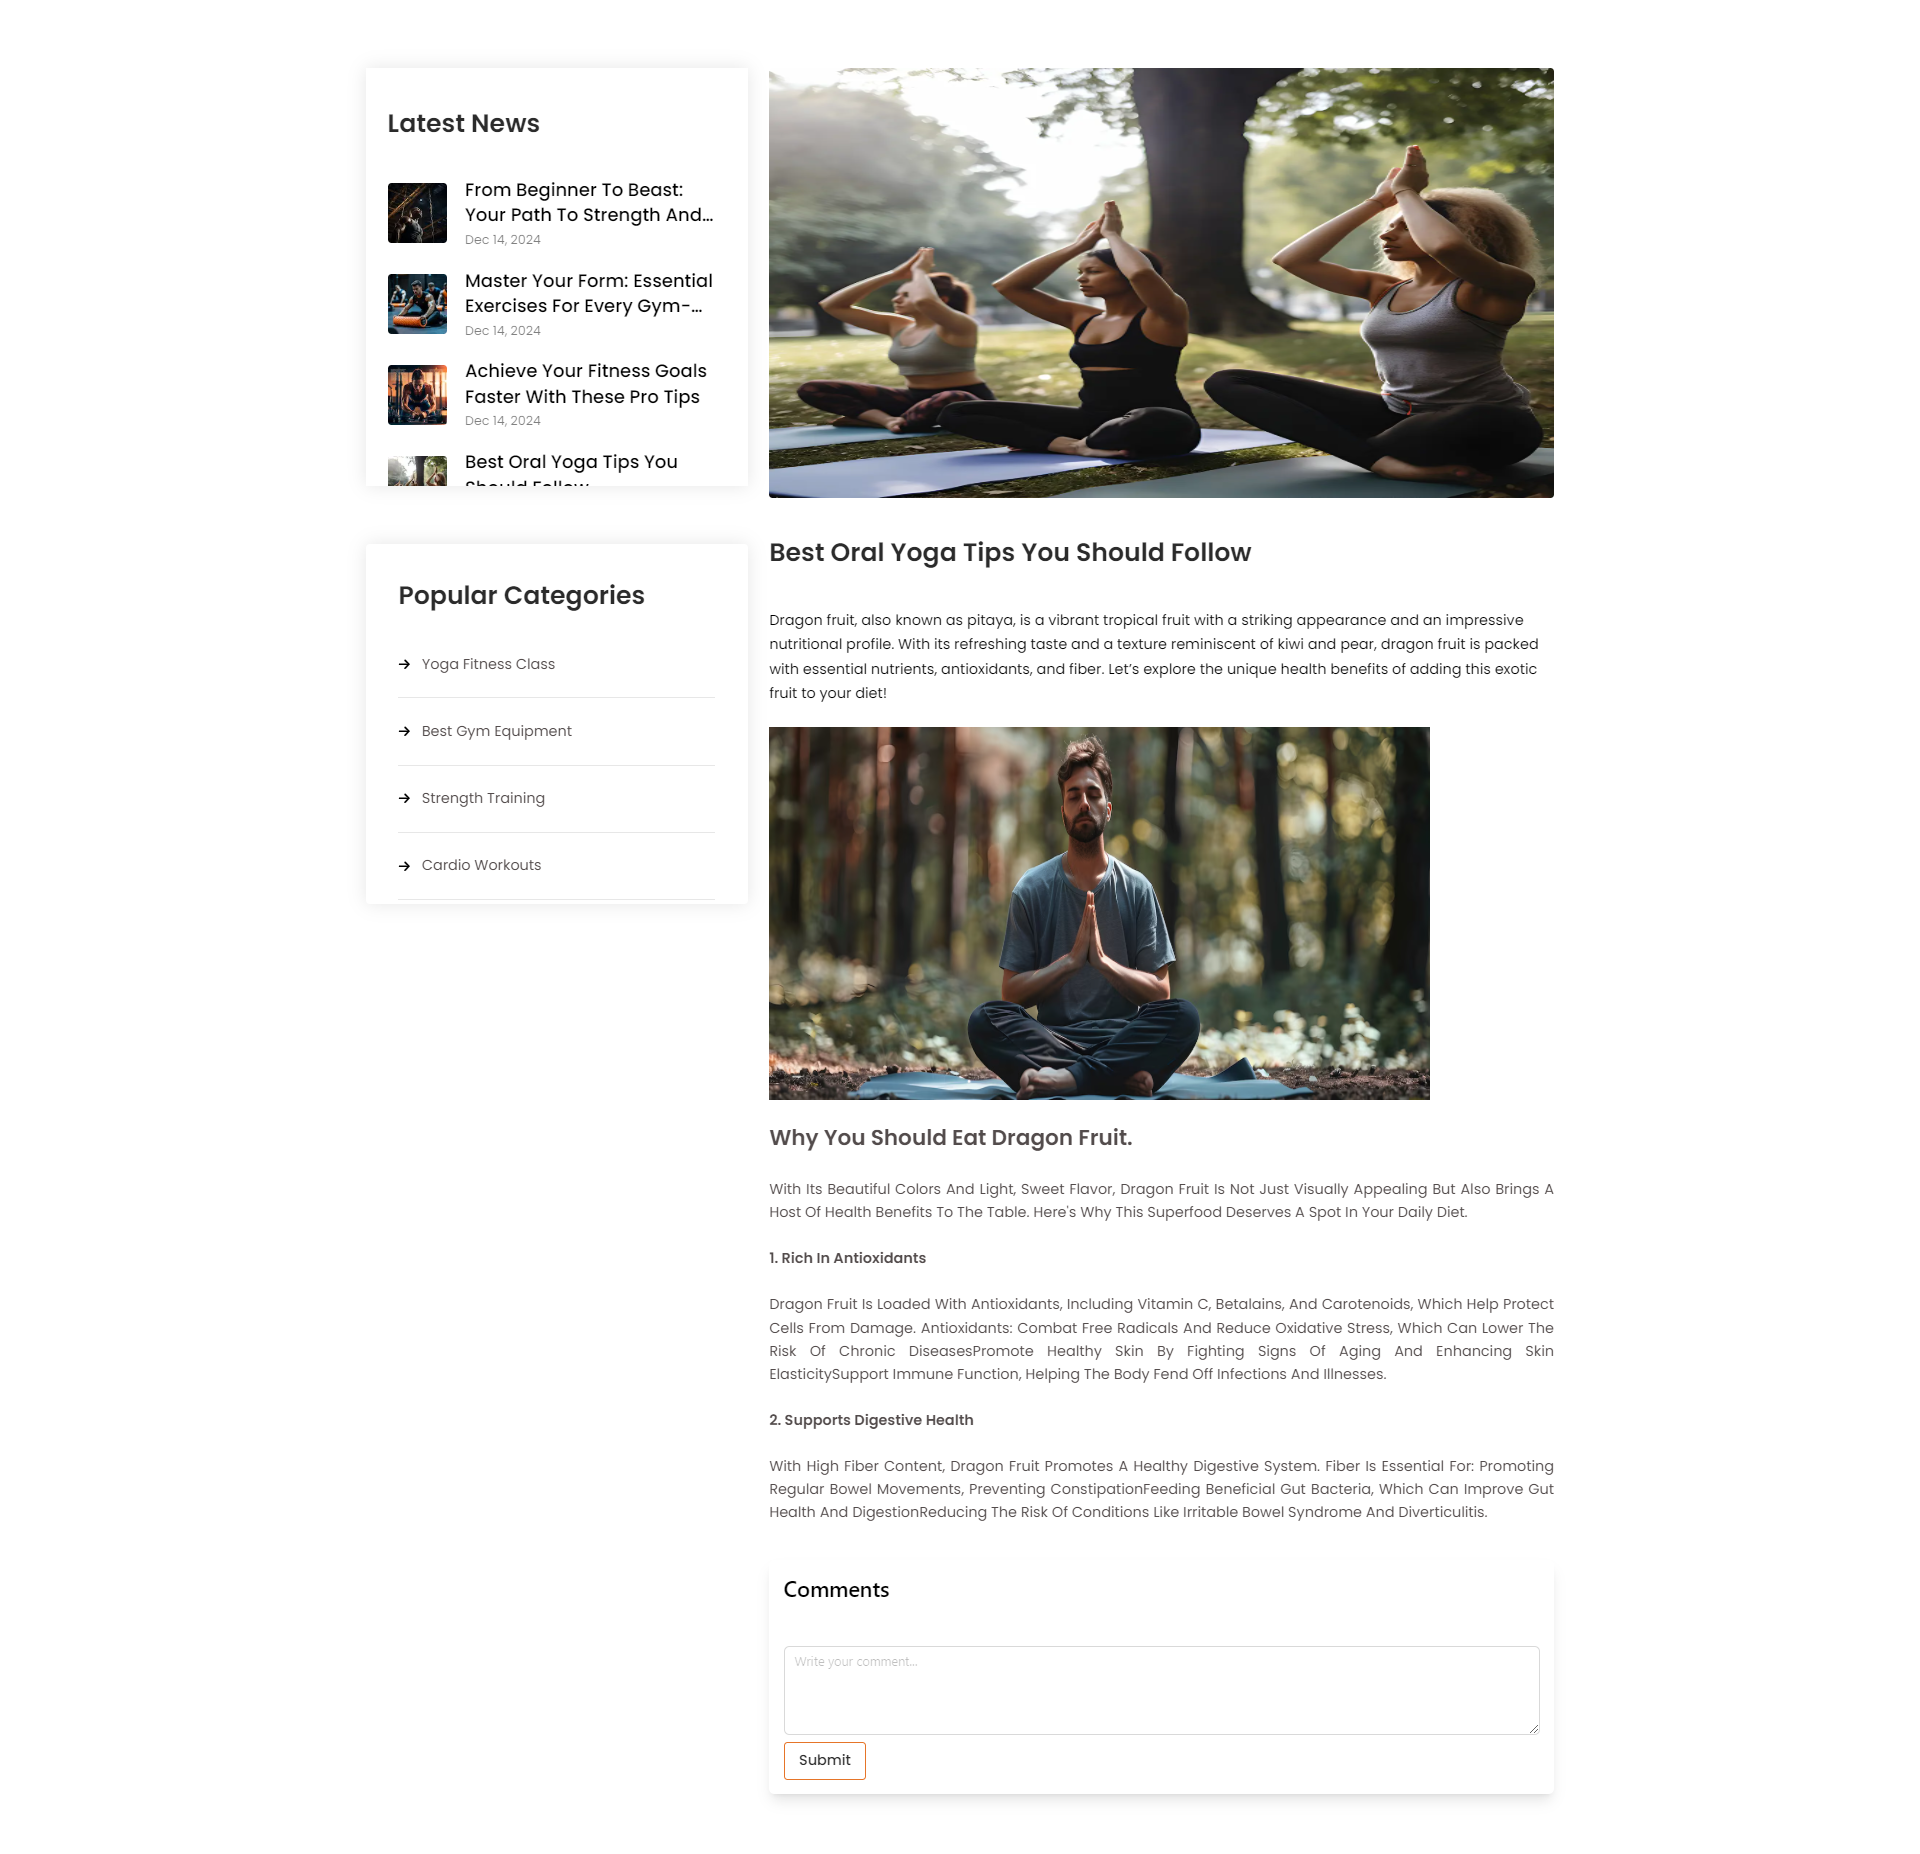 Latest News
From Beginner To Beast:
Your Path To Strength And...
Dec 14, 2024
Master Your Form: Essential
Exercises For Every Gym-...
Dec 14, 2024
Achieve Your Fitness Goals
Faster With These Pro Tips
Dec 14, 2024
Best Oral Yoga Tips You
Should Follow
Popular Categories
Yoga Fitness Class
Best Gym Equipment
Strength Training
Cardio Workouts
Best Oral Yoga Tips You Should Follow
Dragon fruit, also known as pitaya, is a vibrant tropical fruit with a striking appearance and an impressive
nutritional profile. With its refreshing taste and a texture reminiscent of kiwi and pear, dragon fruit is packed
with essential nutrients, antioxidants, and fiber. Let’s explore the unique health benefits of adding this exotic
fruit to your diet!
Why You Should Eat Dragon Fruit.
With Its Beautiful Colors And Light, Sweet Flavor, Dragon Fruit Is Not Just Visually Appealing But Also Brings A
Host Of Health Benefits To The Table. Here's Why This Superfood Deserves A Spot In Your Daily Diet.
1. Rich In Antioxidants
Dragon Fruit Is Loaded With Antioxidants, Including Vitamin C, Betalains, And Carotenoids, Which Help Protect
Cells From Damage. Antioxidants: Combat Free Radicals And Reduce Oxidative Stress, Which Can Lower The
Risk Of Chronic DiseasesPromote Healthy Skin By Fighting Signs Of Aging And Enhancing Skin
ElasticitySupport Immune Function, Helping The Body Fend Off Infections And Illnesses.
2. Supports Digestive Health
With High Fiber Content, Dragon Fruit Promotes A Healthy Digestive System. Fiber Is Essential For: Promoting
Regular Bowel Movements, Preventing ConstipationFeeding Beneficial Gut Bacteria, Which Can Improve Gut
Health And DigestionReducing The Risk Of Conditions Like Irritable Bowel Syndrome And Diverticulitis.
Comments
Write your comment...
Submit